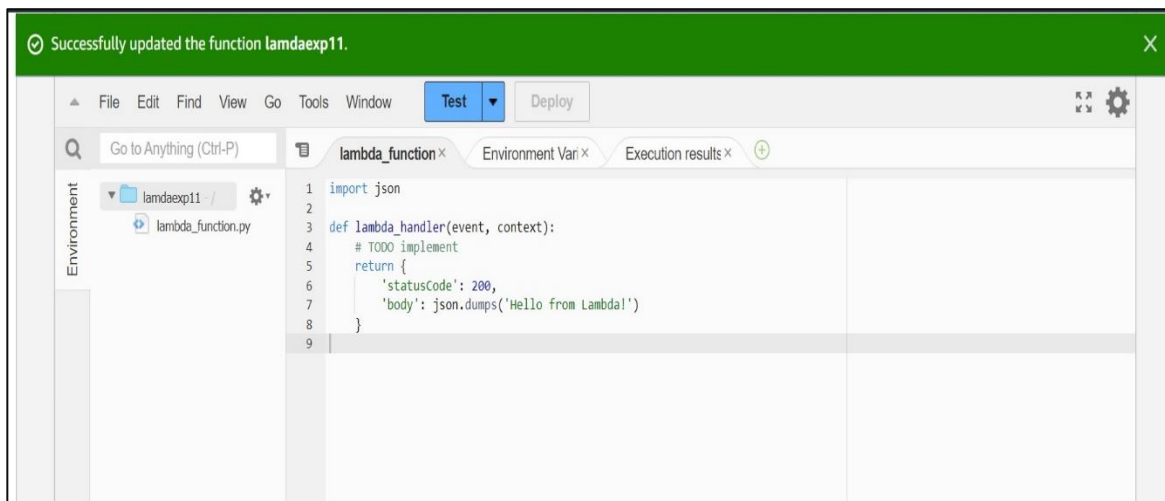 Successfully updated the function lamdaexp11.
File Edit Find View Go Tools Window Test Deploy
Go to Anything (Ctrl-P)
lambda_function Environment Vari Execution results
Environment
lamdaexp11 - /
lambda_function.py
1 import json
2
3 def lambda_handler(event, context):
4     # TODO implement
5     return {
6         'statusCode': 200,
7         'body': json.dumps('Hello from Lambda!')
8     }
9